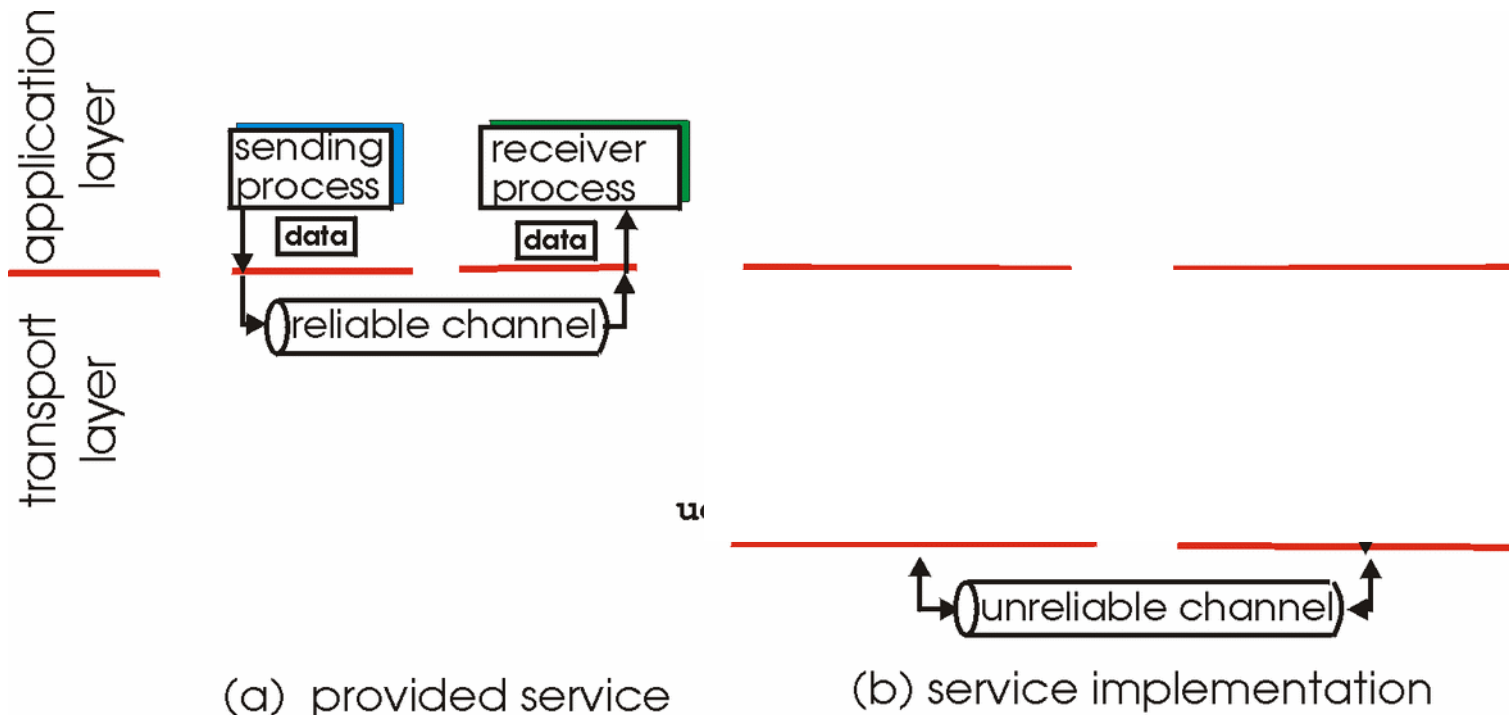 application
layer
transport
layer
sending
process
receiver
process
data
data
reliable channel
unreliable channel
(a) provided service
(b) service implementation